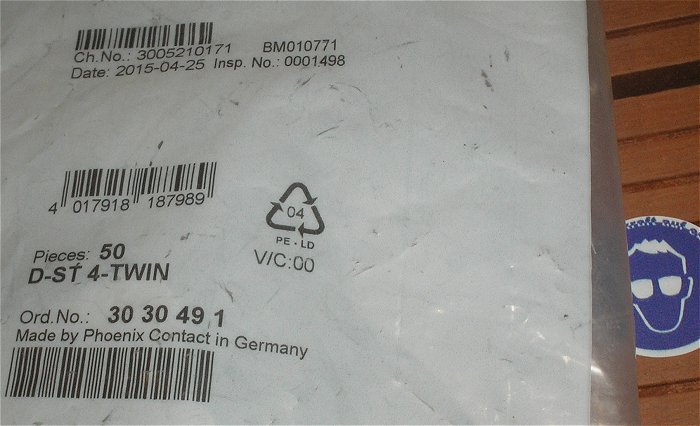 Ch.No.: 3005210171 BM010771
Date: 2015-04-25 Insp. No.: 0001498
4 017918 187989
04
PE - LD
V/C:00
Pieces: 50
D-ST 4-TWIN
Ord.No.: 30 30 49 1
Made by Phoenix Contact in Germany